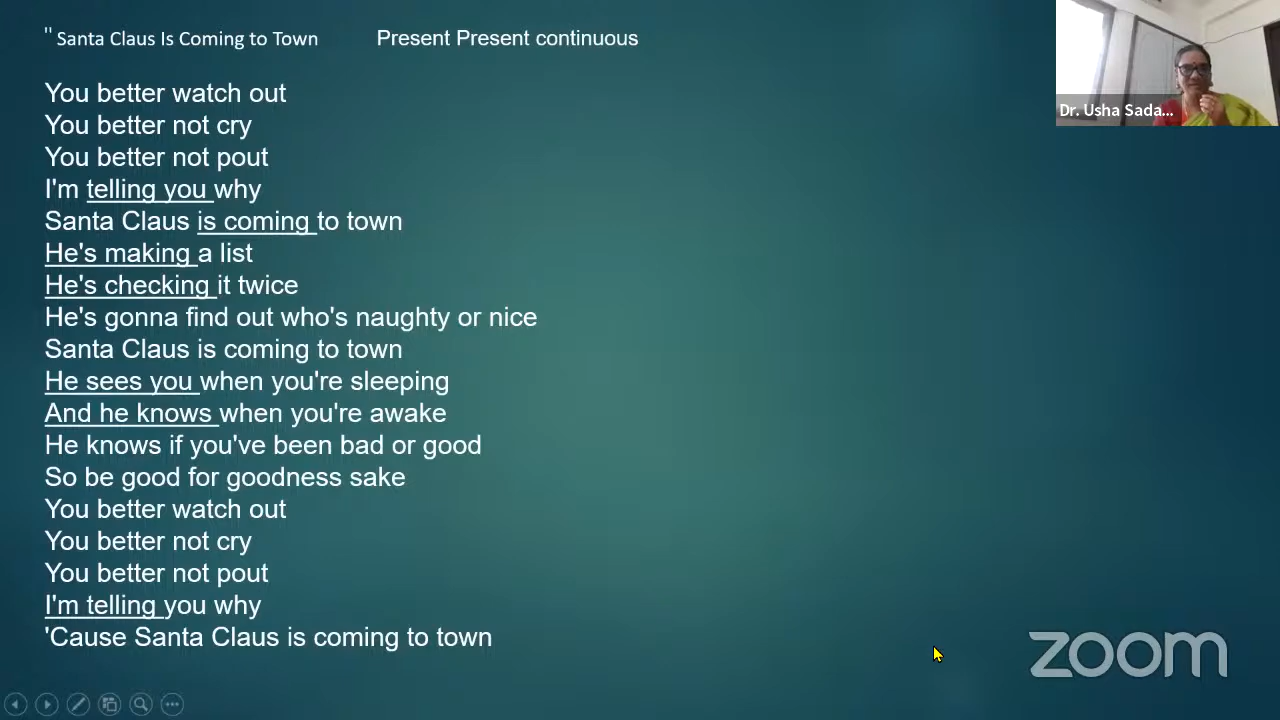 " Santa Claus Is Coming to Town Present Present continuous
You better watch out
You better not cry
You better not pout
I'm telling you why
Santa Claus is coming to town
He's making a list
He's checking it twice
He's gonna find out who's naughty or nice
Santa Claus is coming to town
He sees you when you're sleeping
And he knows when you're awake
He knows if you've been bad or good
So be good for goodness sake
You better watch out
You better not cry
You better not pout
I'm telling you why
'Cause Santa Claus is coming to town
Dr. Usha Sada...
zoom